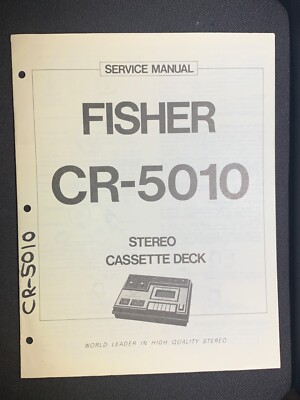 SERVICE MANUAL
FISHER
CR-5010
STEREO
CASSETTE DECK
WORLD LEADER IN HIGH QUALITY STEREO
CR-5010